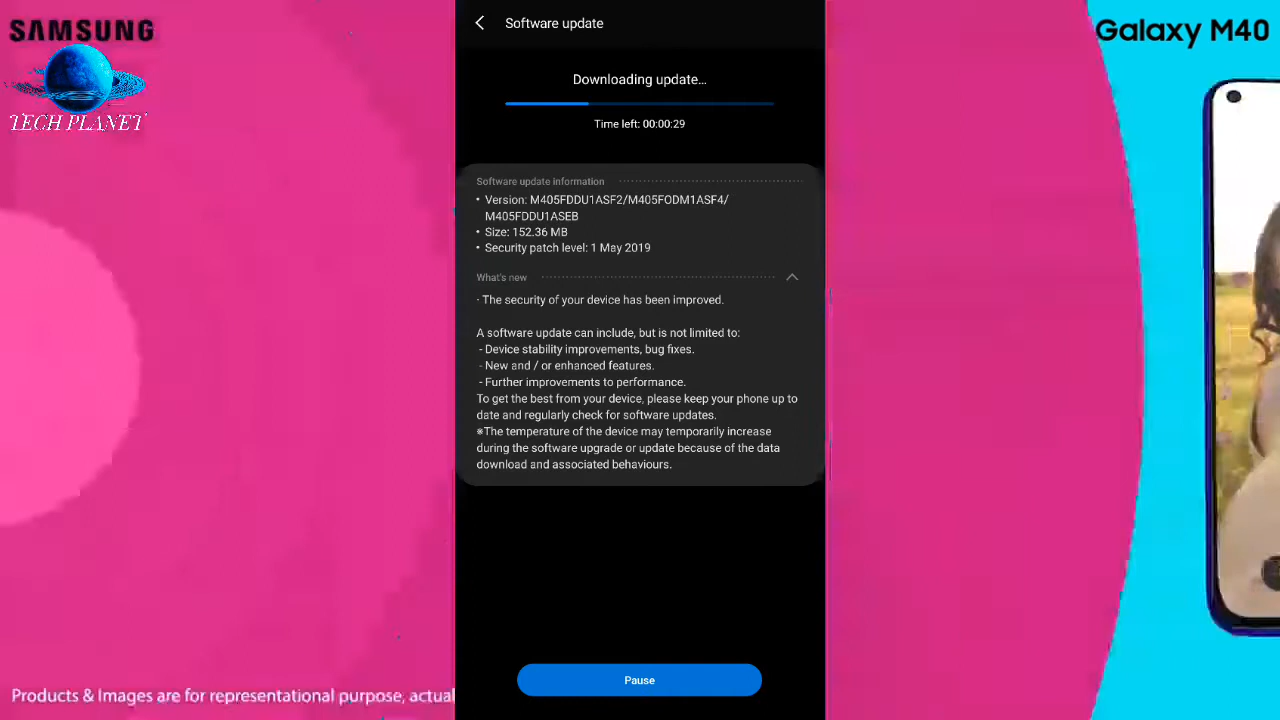 SAMSUNG
TECH PLANET
Galaxy M40
Software update
Downloading update...
Time left: 00:00:29
Software update information
• Version: M405FDDU1ASF2/M405FODM1ASF4/
M405FDDU1ASEB
• Size: 152.36 MB
• Security patch level: 1 May 2019
What's new
- The security of your device has been improved.
A software update can include, but is not limited to:
- Device stability improvements, bug fixes.
- New and / or enhanced features.
- Further improvements to performance.
To get the best from your device, please keep your phone up to
date and regularly check for software updates.
※The temperature of the device may temporarily increase
during the software upgrade or update because of the data
download and associated behaviours.
Pause
Products & Images are for representational purpose, actual